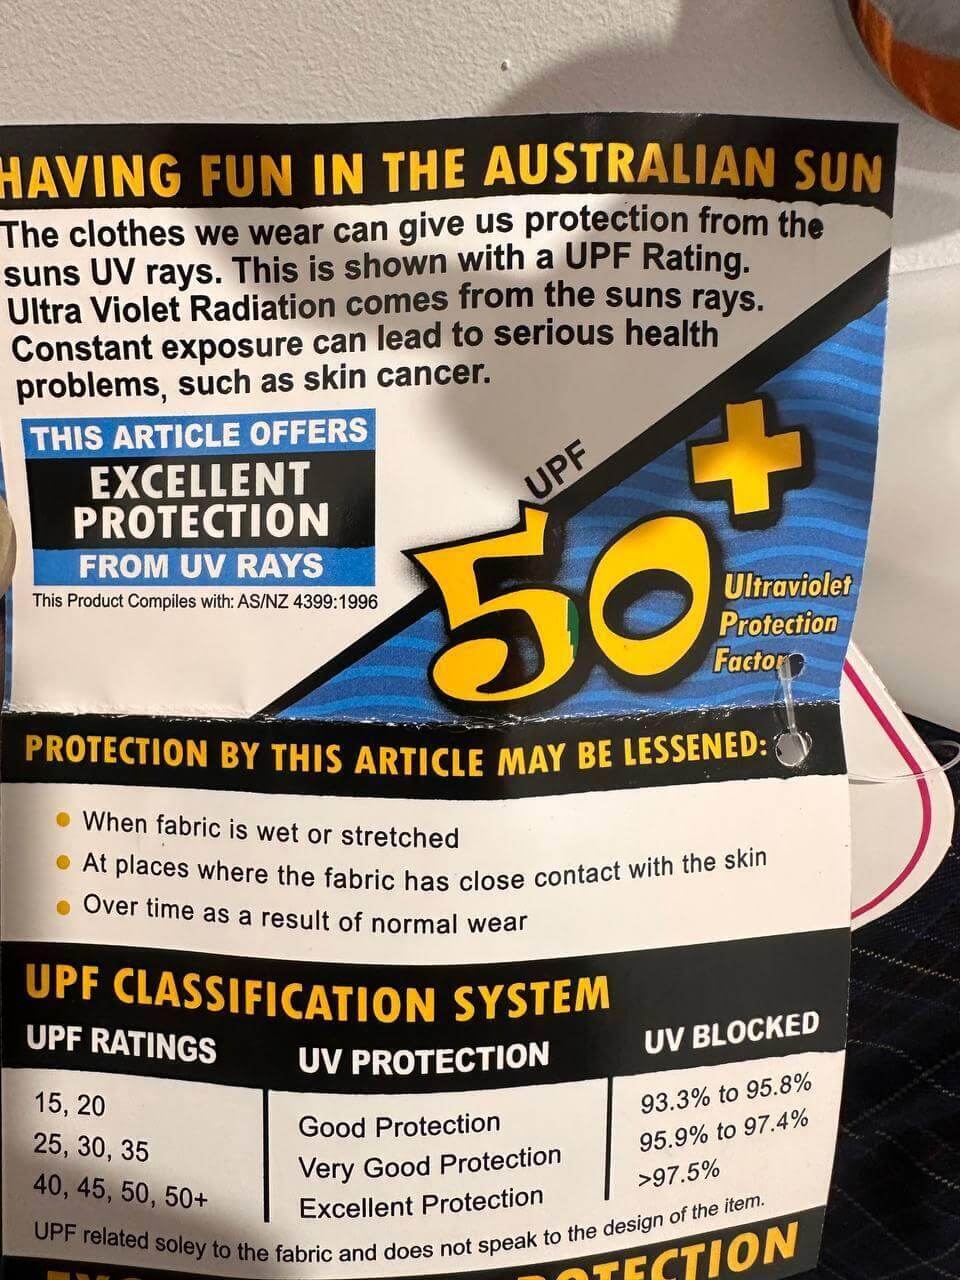 HAVING FUN IN THE AUSTRALIAN SUN
The clothes we wear can give us protection from the
suns UV rays. This is shown with a UPF Rating.
Ultra Violet Radiation comes from the suns rays.
Constant exposure can lead to serious health
problems, such as skin cancer.
THIS ARTICLE OFFERS
EXCELLENT
PROTECTION
FROM UV RAYS
This Product Compiles with: AS/NZ 4399:1996
UPF
50+
Ultraviolet
Protection
Factor
PROTECTION BY THIS ARTICLE MAY BE LESSENED:
• When fabric is wet or stretched
• At places where the fabric has close contact with the skin
• Over time as a result of normal wear
UPF CLASSIFICATION SYSTEM
UPF RATINGS UV PROTECTION UV BLOCKED
15, 20 Good Protection 93.3% to 95.8%
25, 30, 35 Very Good Protection 95.9% to 97.4%
40, 45, 50, 50+ Excellent Protection >97.5%
UPF related soley to the fabric and does not speak to the design of the item.
PROTECTION